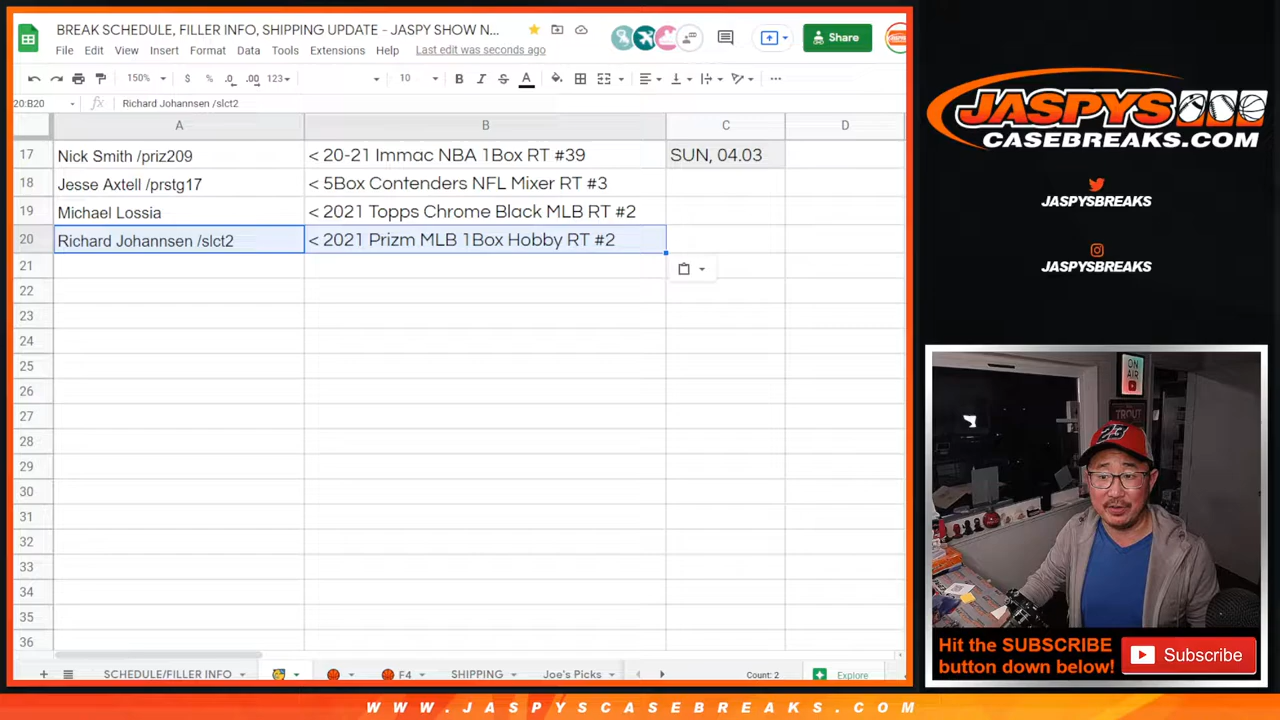 BREAK SCHEDULE, FILLER INFO, SHIPPING UPDATE - JASPY SHOW N...
File Edit View Insert Format Data Tools Extensions Help Last edit was seconds ago
Share
150% $ % .0 .00 123 10 B I S A
20:B20 fx Richard Johannsen /slct2
A B C D
17 Nick Smith /priz209 < 20-21 Immac NBA 1Box RT #39 SUN, 04.03
18 Jesse Axtell /prstg17 < 5Box Contenders NFL Mixer RT #3
19 Michael Lossia < 2021 Topps Chrome Black MLB RT #2
20 Richard Johannsen /slct2 < 2021 Prizm MLB 1Box Hobby RT #2
21
22
23
24
25
26
27
28
29
30
31
32
33
34
35
36
+ SCHEDULE/FILLER INFO F4 SHIPPING Joe's Picks Count: 2 Explore
JASPYS
CASEBREAKS.COM
JASPYSBREAKS
JASPYSBREAKS
ON
AIR
TROUT
23
Hit the SUBSCRIBE
button down below!
Subscribe
WWW.JASPYSCASEBREAKS.COM